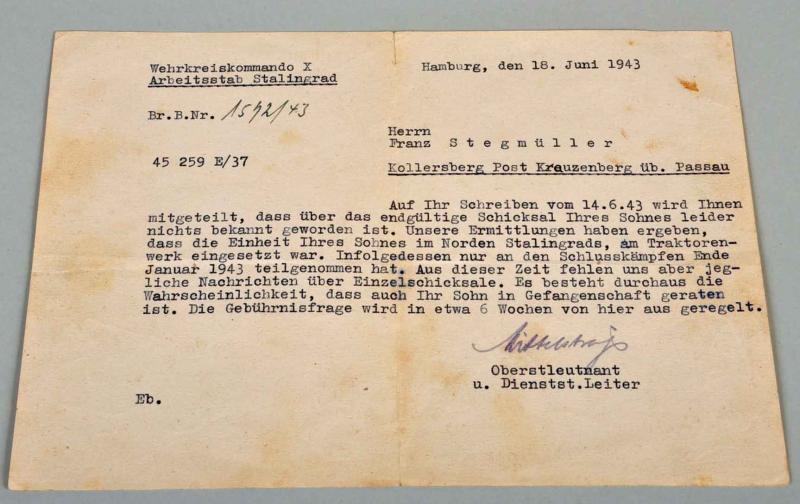 Wehrkreiskommando X
Arbeitsstab Stalingrad
Hamburg, den 18. Juni 1943
Br.B.Nr. 1592/43
Herrn
Franz Stegmüller
45 259 E/37
Kollersberg Post Kreuzenberg üb. Passau
Auf Ihr Schreiben vom 14.6.43 wird Ihnen
mitgeteilt, dass über das endgültige Schicksal Ihres Sohnes leider
nichts bekannt geworden ist. Unsere Ermittlungen haben ergeben,
dass die Einheit Ihres Sohnes im Norden Stalingrads, am Traktoren-
werk eingesetzt war. Infolgedessen nur an den Schlusskämpfen Ende
Januar 1943 teilgenommen hat. Aus dieser Zeit fehlen uns aber jeg-
liche Nachrichten über Einzelschicksale. Es besteht durchaus die
Wahrscheinlichkeit, dass auch Ihr Sohn in Gefangenschaft geraten
ist. Die Gebührnisfrage wird in etwa 6 Wochen von hier aus geregelt.
Oberstleutnant
u. Dienstst.Leiter
Eb.